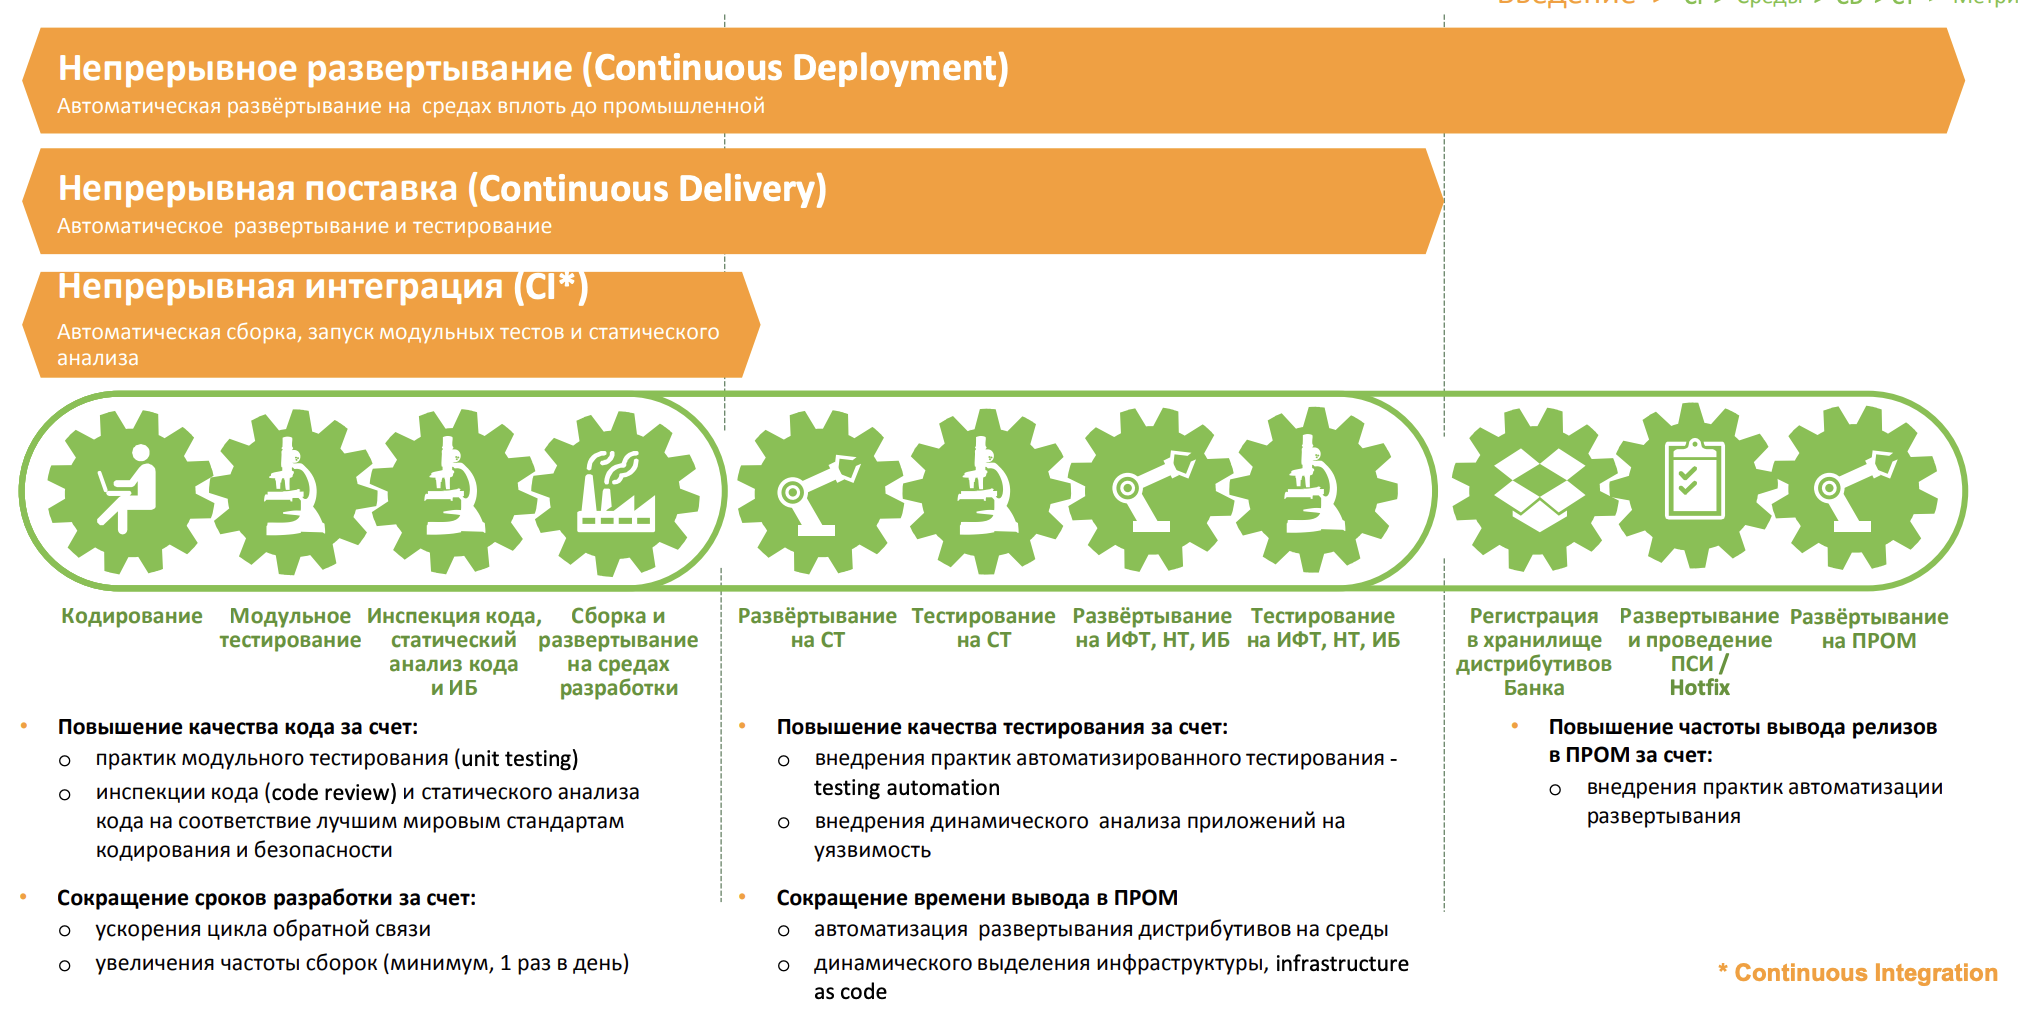 Введение > CI > Среды > CD > CT >
Непрерывное развертывание (Continuous Deployment)
Автоматическая развёртывание на средах вплоть до промышленной
Непрерывная поставка (Continuous Delivery)
Автоматическое развертывание и тестирование
Непрерывная интеграция (CI*)
Автоматическая сборка, запуск модульных тестов и статического
анализа
Кодирование
Модульное
тестирование
Инспекция кода,
статический
анализ кода
и ИБ
Сборка и
развертывание
на средах
разработки
Развёртывание
на СТ
Тестирование
на СТ
Развёртывание
на ИФТ, НТ, ИБ
Тестирование
на ИФТ, НТ, ИБ
Регистрация
в хранилище
дистрибутивов
Банка
Развертывание
и проведение
ПСИ /
Hotfix
Развёртывание
на ПРОМ
• Повышение качества кода за счет:
o практик модульного тестирования (unit testing)
o инспекции кода (code review) и статического анализа
кода на соответствие лучшим мировым стандартам
кодирования и безопасности
• Сокращение сроков разработки за счет:
o ускорения цикла обратной связи
o увеличения частоты сборок (минимум, 1 раз в день)
• Повышение качества тестирования за счет:
o внедрения практик автоматизированного тестирования -
testing automation
o внедрения динамического анализа приложений на
уязвимость
• Сокращение времени вывода в ПРОМ
o автоматизация развертывания дистрибутивов на среды
o динамического выделения инфраструктуры, infrastructure
as code
• Повышение частоты вывода релизов
в ПРОМ за счет:
o внедрения практик автоматизации
развертывания
* Continuous Integration